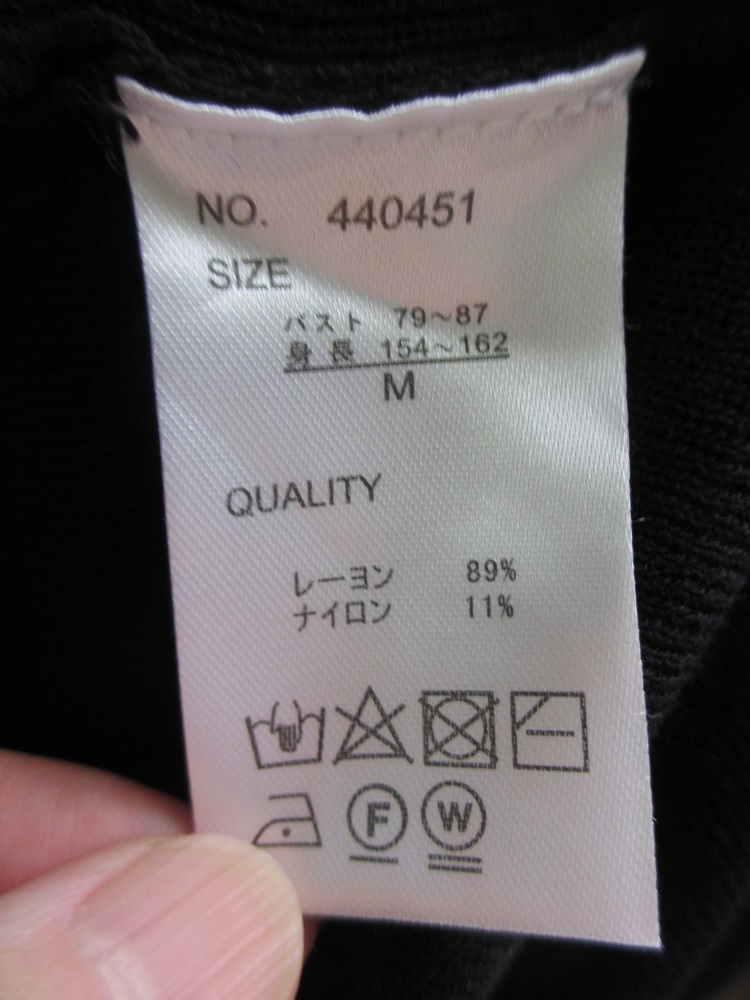 NO. 440451
SIZE
バスト 79～87
身長 154～162
M
QUALITY
レーヨン 89%
ナイロン 11%
F W